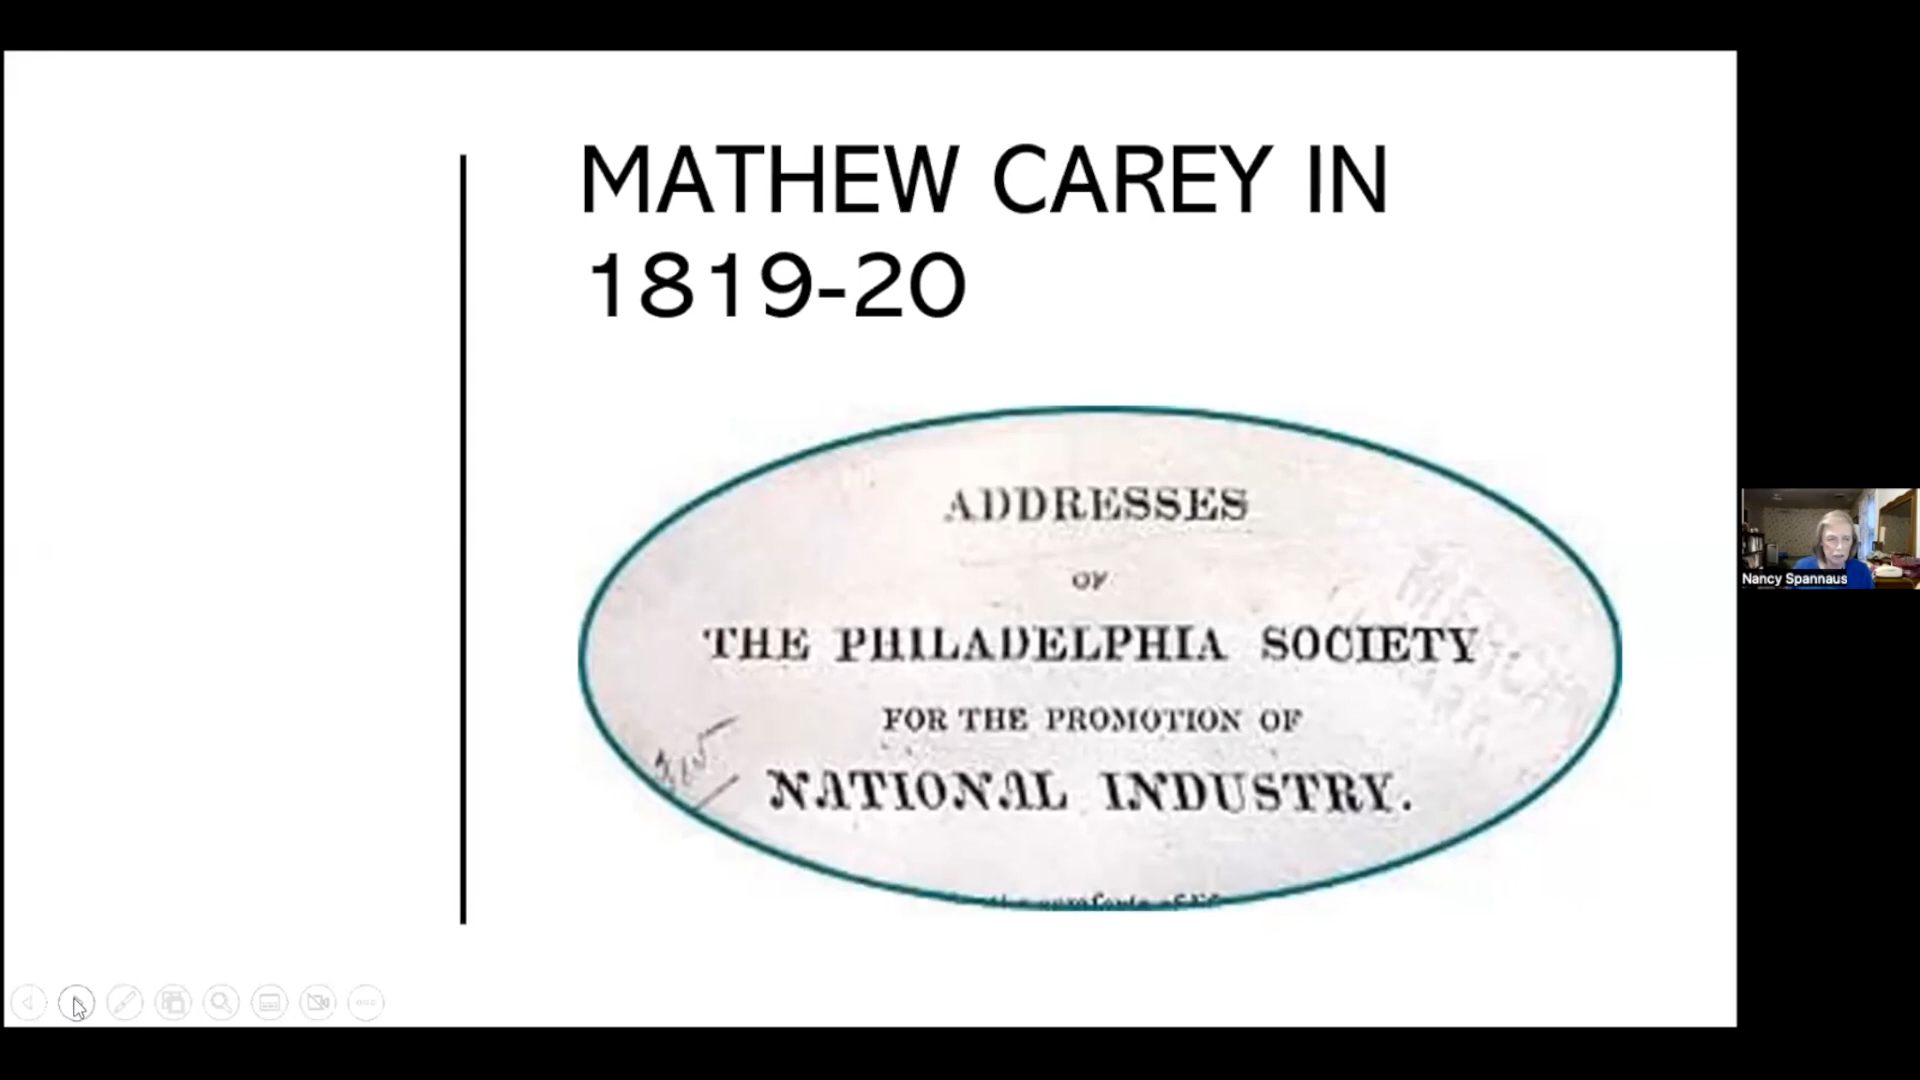 MATHEW CAREY IN
1819-20
ADDRESSES
OF
THE PHILADELPHIA SOCIETY
FOR THE PROMOTION OF
NATIONAL INDUSTRY.
Nancy Spannaus